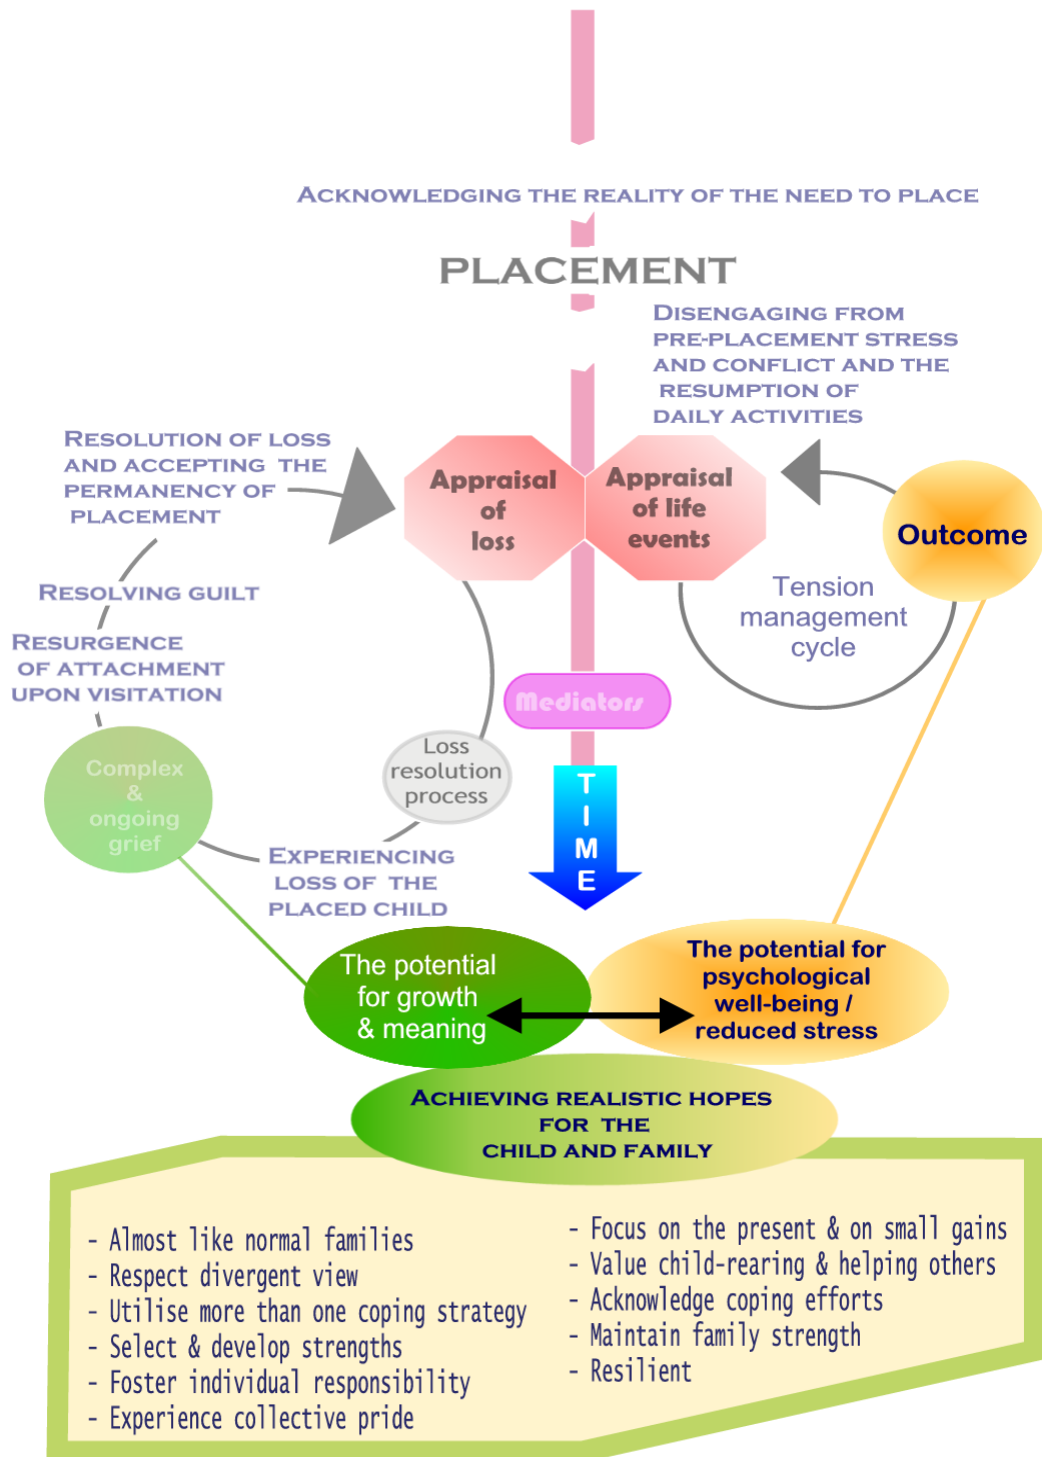 ACKNOWLEDGING THE REALITY OF THE NEED TO PLACE
PLACEMENT
DISENGAGING FROM
PRE-PLACEMENT STRESS
AND CONFLICT AND THE
RESUMPTION OF
DAILY ACTIVITIES
RESOLUTION OF LOSS
AND ACCEPTING THE
PERMANENCY OF
PLACEMENT
Appraisal
of
loss
Appraisal
of life
events
Outcome
Tension
management
cycle
RESOLVING GUILT
RESURGENCE
OF ATTACHMENT
UPON VISITATION
Mediators
Complex
&
ongoing
grief
Loss
resolution
process
TIME
EXPERIENCING
LOSS OF THE
PLACED CHILD
The potential
for growth
& meaning
The potential for
psychological
well-being /
reduced stress
ACHIEVING REALISTIC HOPES
FOR THE
CHILD AND FAMILY
- Almost like normal families
- Respect divergent view
- Utilise more than one coping strategy
- Select & develop strengths
- Foster individual responsibility
- Experience collective pride
- Focus on the present & on small gains
- Value child-rearing & helping others
- Acknowledge coping efforts
- Maintain family strength
- Resilient